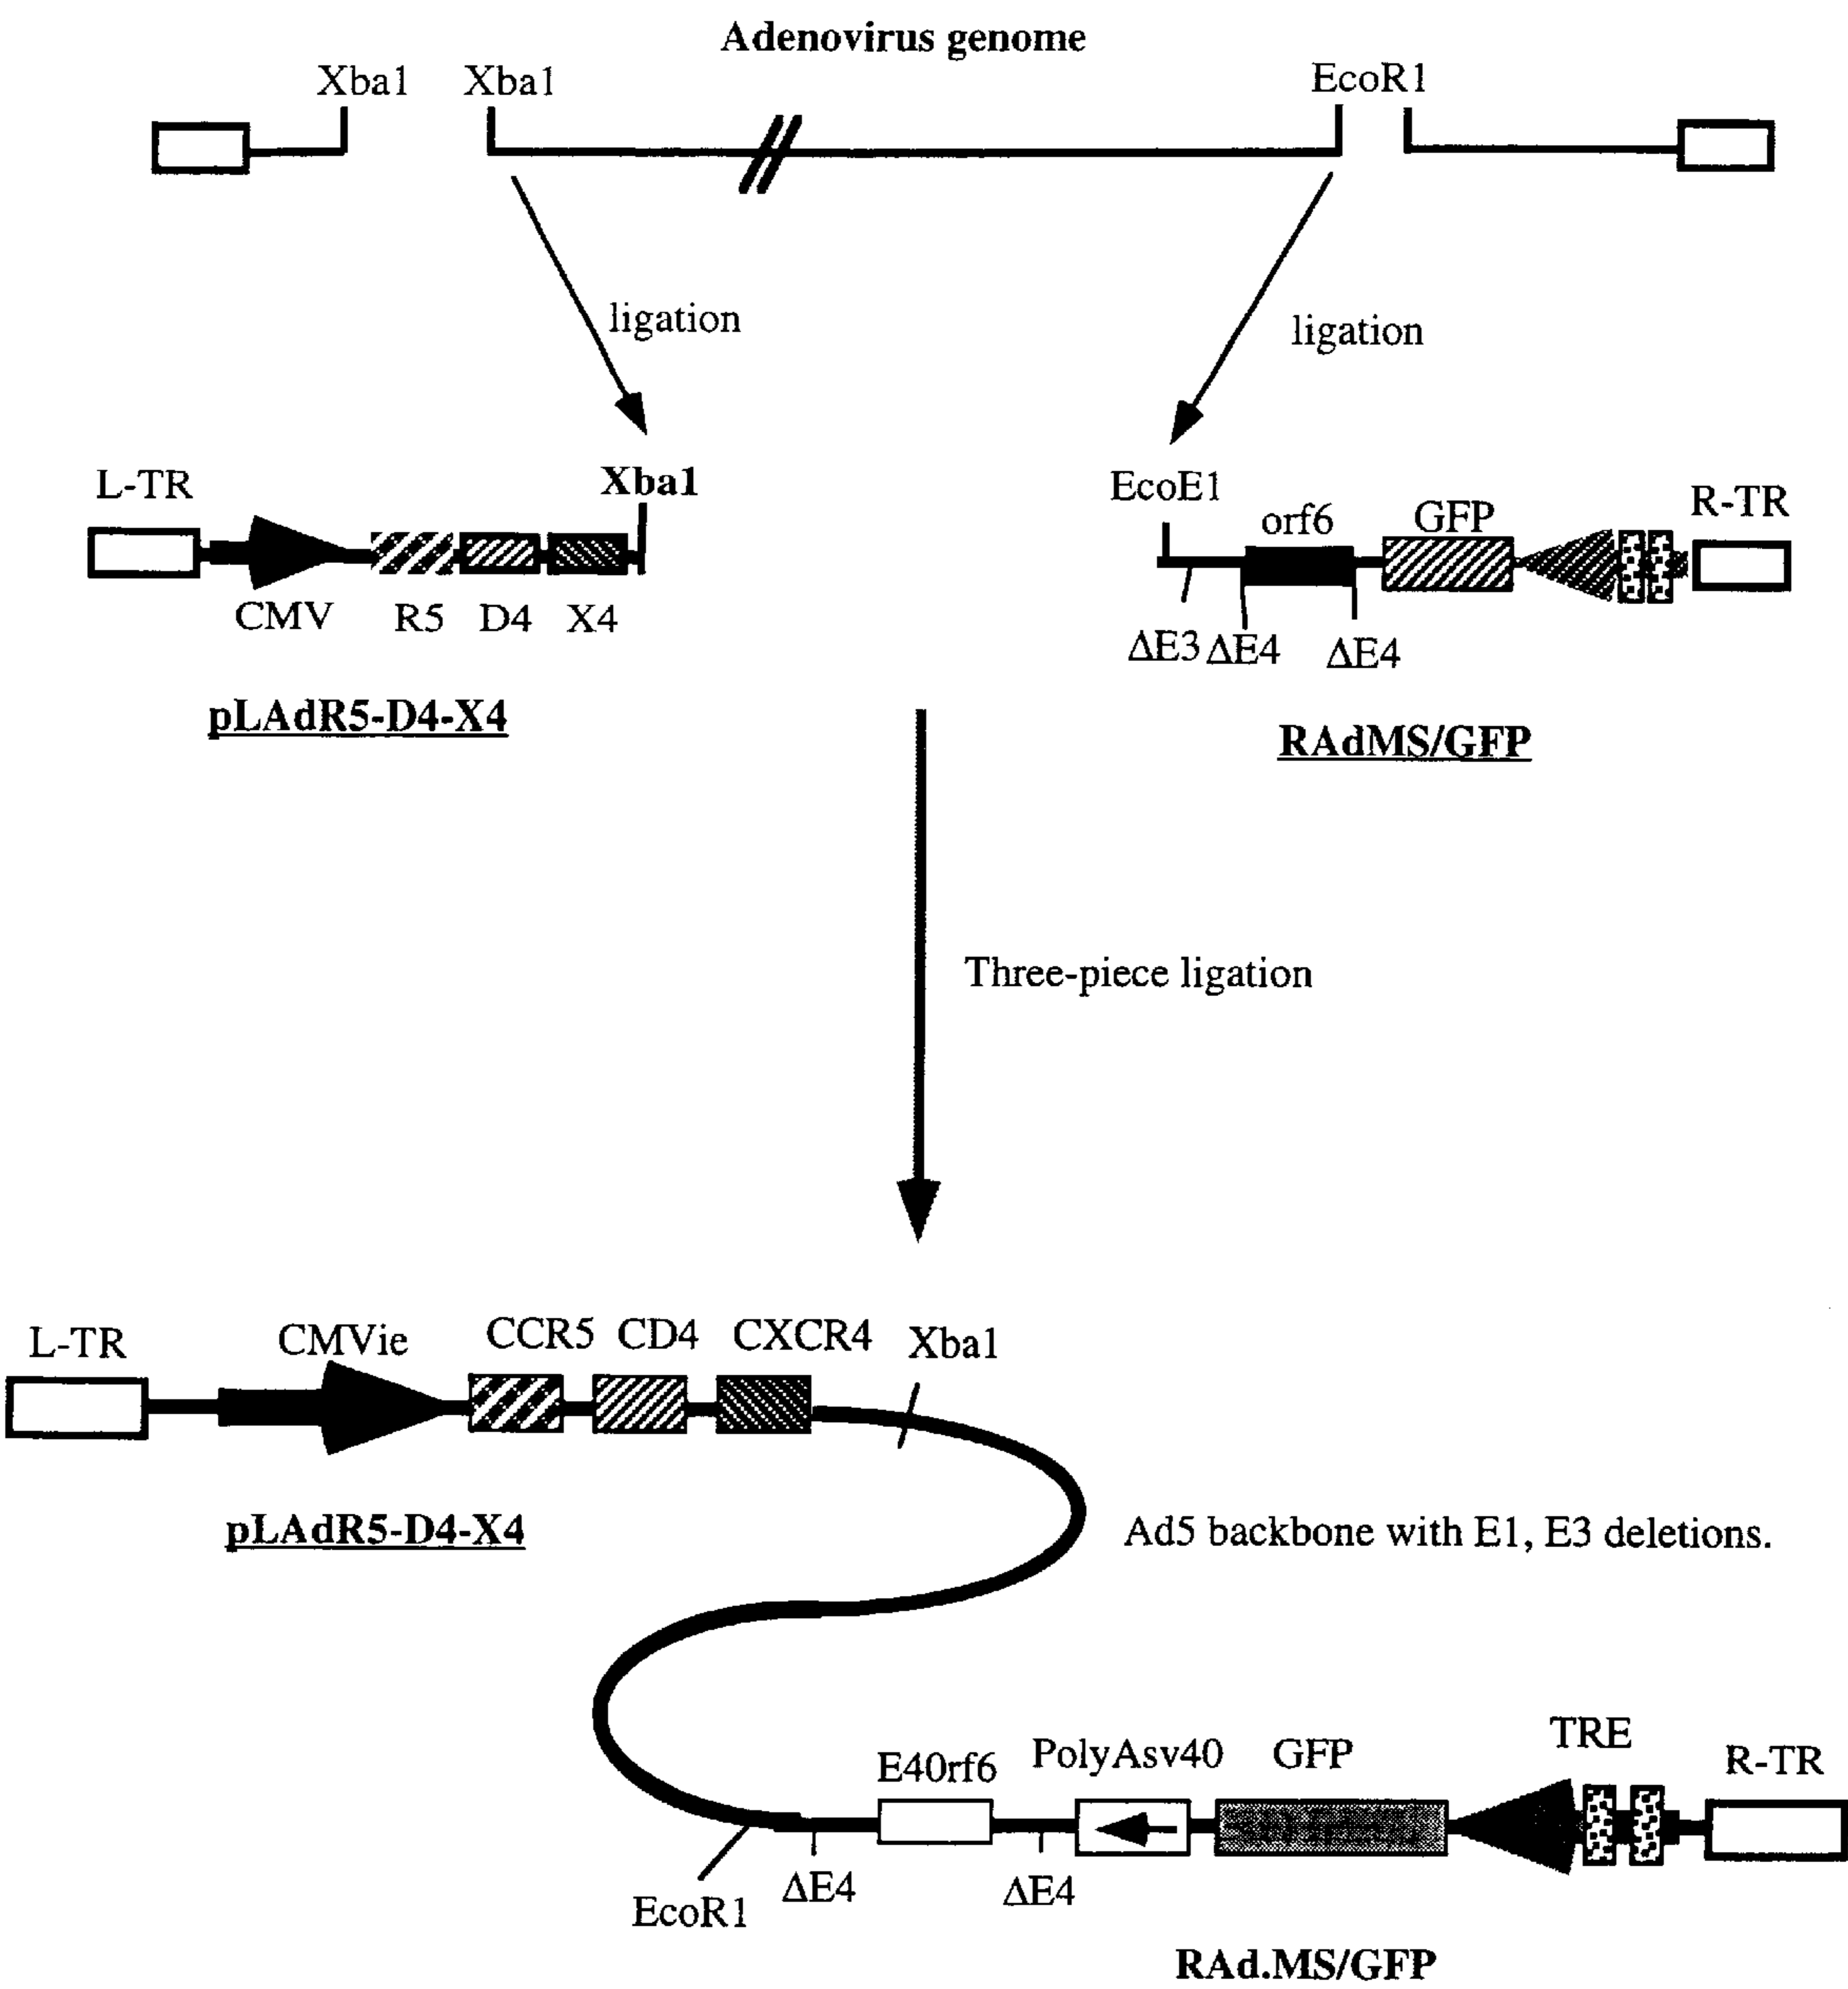 Adenovirus genome
Xba1 Xba1 EcoR1
ligation
ligation
L-TR Xba1
CMV R5 D4 X4
pLAdR5-D4-X4
EcoE1 orf6 GFP R-TR
ΔE3 ΔE4 ΔE4
RAdMS/GFP
Three-piece ligation
L-TR CMVie CCR5 CD4 CXCR4 Xba1
pLAdR5-D4-X4
Ad5 backbone with E1, E3 deletions.
E40rf6 PolyAsv40 GFP TRE R-TR
EcoR1 ΔE4 ΔE4
RAd.MS/GFP